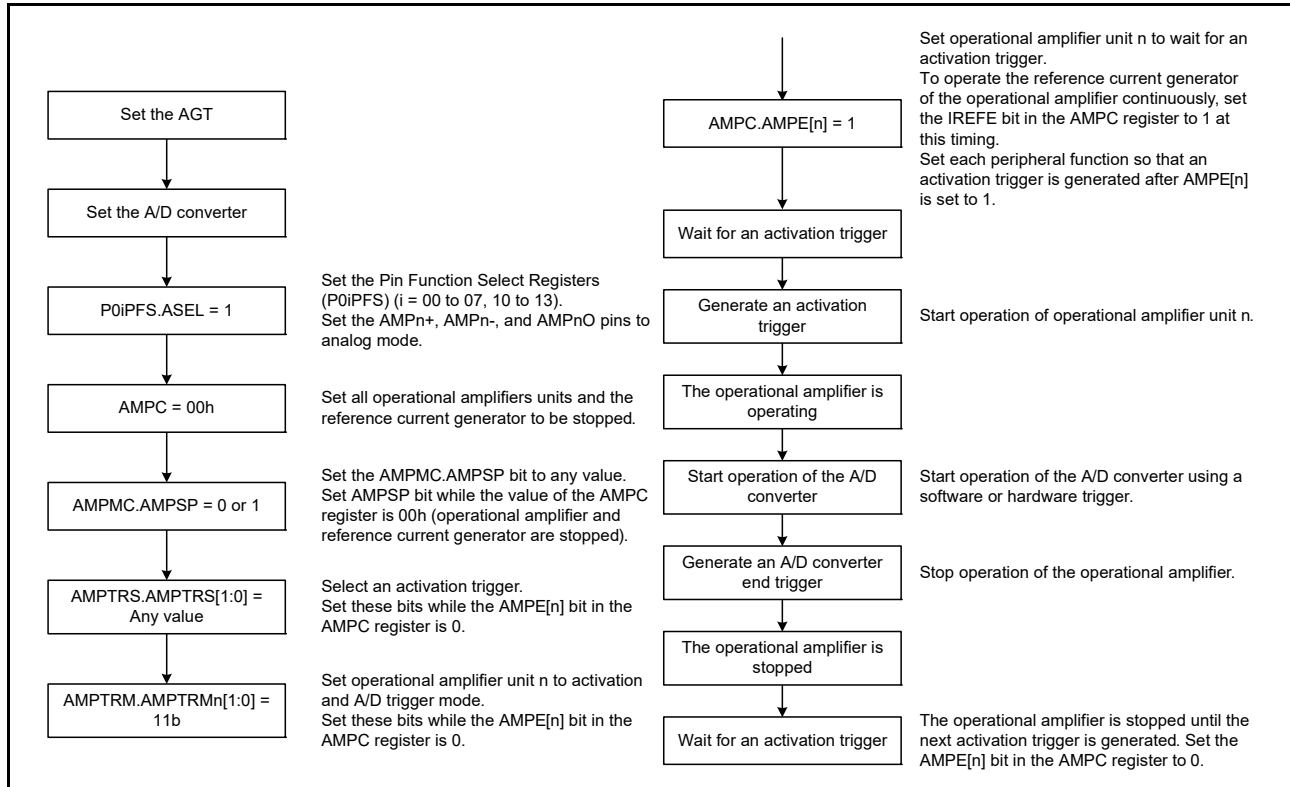 Set the AGT
Set the A/D converter
P0iPFS.ASEL = 1
Set the Pin Function Select Registers
(P0iPFS) (i = 00 to 07, 10 to 13).
Set the AMPn+, AMPn-, and AMPnO pins to
analog mode.
AMPC = 00h
Set all operational amplifiers units and the
reference current generator to be stopped.
AMPMC.AMPSP = 0 or 1
Set the AMPMC.AMPSP bit to any value.
Set AMPSP bit while the value of the AMPC
register is 00h (operational amplifier and
reference current generator are stopped).
AMPTRS.AMPTRS[1:0] =
Any value
Select an activation trigger.
Set these bits while the AMPE[n] bit in the
AMPC register is 0.
AMPTRM.AMPTRMn[1:0] =
11b
Set operational amplifier unit n to activation
and A/D trigger mode.
Set these bits while the AMPE[n] bit in the
AMPC register is 0.
AMPC.AMPE[n] = 1
Set operational amplifier unit n to wait for an
activation trigger.
To operate the reference current generator
of the operational amplifier continuously, set
the IREFE bit in the AMPC register to 1 at
this timing.
Set each peripheral function so that an
activation trigger is generated after AMPE[n]
is set to 1.
Wait for an activation trigger
Generate an activation
trigger
Start operation of operational amplifier unit n.
The operational amplifier is
operating
Start operation of the A/D
converter
Start operation of the A/D converter using a
software or hardware trigger.
Generate an A/D converter
end trigger
Stop operation of the operational amplifier.
The operational amplifier is
stopped
Wait for an activation trigger
The operational amplifier is stopped until the
next activation trigger is generated. Set the
AMPE[n] bit in the AMPC register to 0.